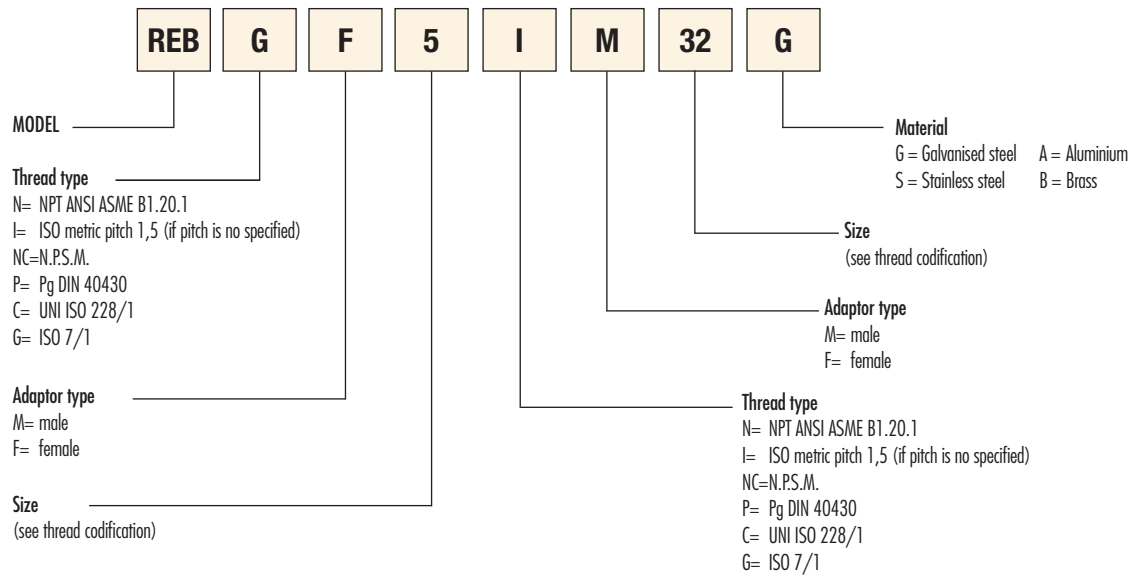 REB G F 5 I M 32 G
MODEL
Thread type
N= NPT ANSI ASME B1.20.1
I= ISO metric pitch 1,5 (if pitch is no specified)
NC=N.P.S.M.
P= Pg DIN 40430
C= UNI ISO 228/1
G= ISO 7/1
Adaptor type
M= male
F= female
Size
(see thread codification)
Material
G = Galvanised steel A = Aluminium
S = Stainless steel B = Brass
Size
(see thread codification)
Adaptor type
M= male
F= female
Thread type
N= NPT ANSI ASME B1.20.1
I= ISO metric pitch 1,5 (if pitch is no specified)
NC=N.P.S.M.
P= Pg DIN 40430
C= UNI ISO 228/1
G= ISO 7/1